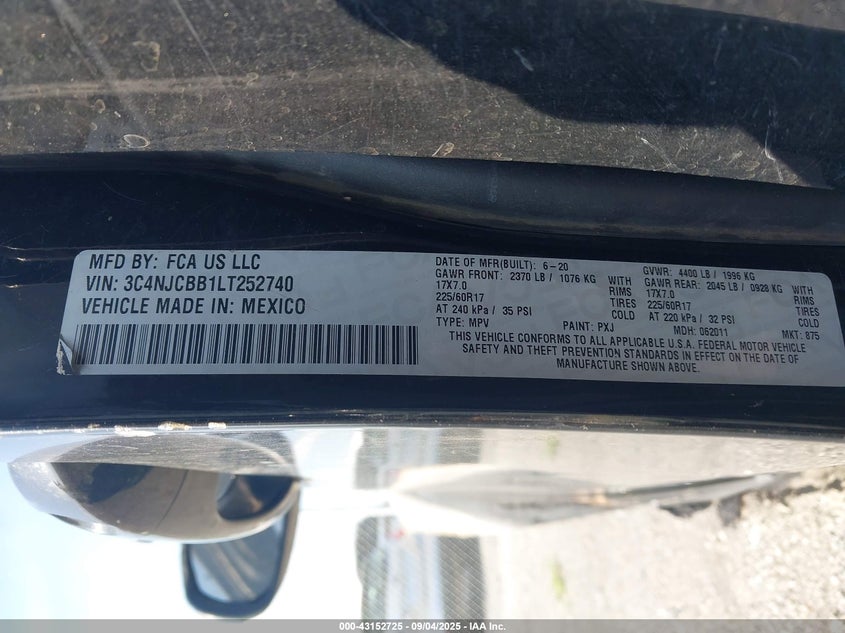 MFD BY: FCA US LLC
VIN: 3C4NJCBB1LT252740
VEHICLE MADE IN: MEXICO
DATE OF MFR(BUILT): 6-20
GAWR FRONT: 2370 LB / 1076 KG WITH
17X7.0 RIMS
225/60R17 TIRES
AT 240 kPa / 35 PSI COLD
TYPE: MPV PAINT: PXJ
GVWR: 4400 LB / 1996 KG
GAWR REAR: 2045 LB / 0928 KG WITH
17X7.0 RIMS
225/60R17 TIRES
AT 220 kPa / 32 PSI COLD
MDH: 062011 MKT: 875
THIS VEHICLE CONFORMS TO ALL APPLICABLE U.S.A. FEDERAL MOTOR VEHICLE
SAFETY AND THEFT PREVENTION STANDARDS IN EFFECT ON THE DATE OF
MANUFACTURE SHOWN ABOVE.
000-43152725 - 09/04/2025 - IAA, Inc.